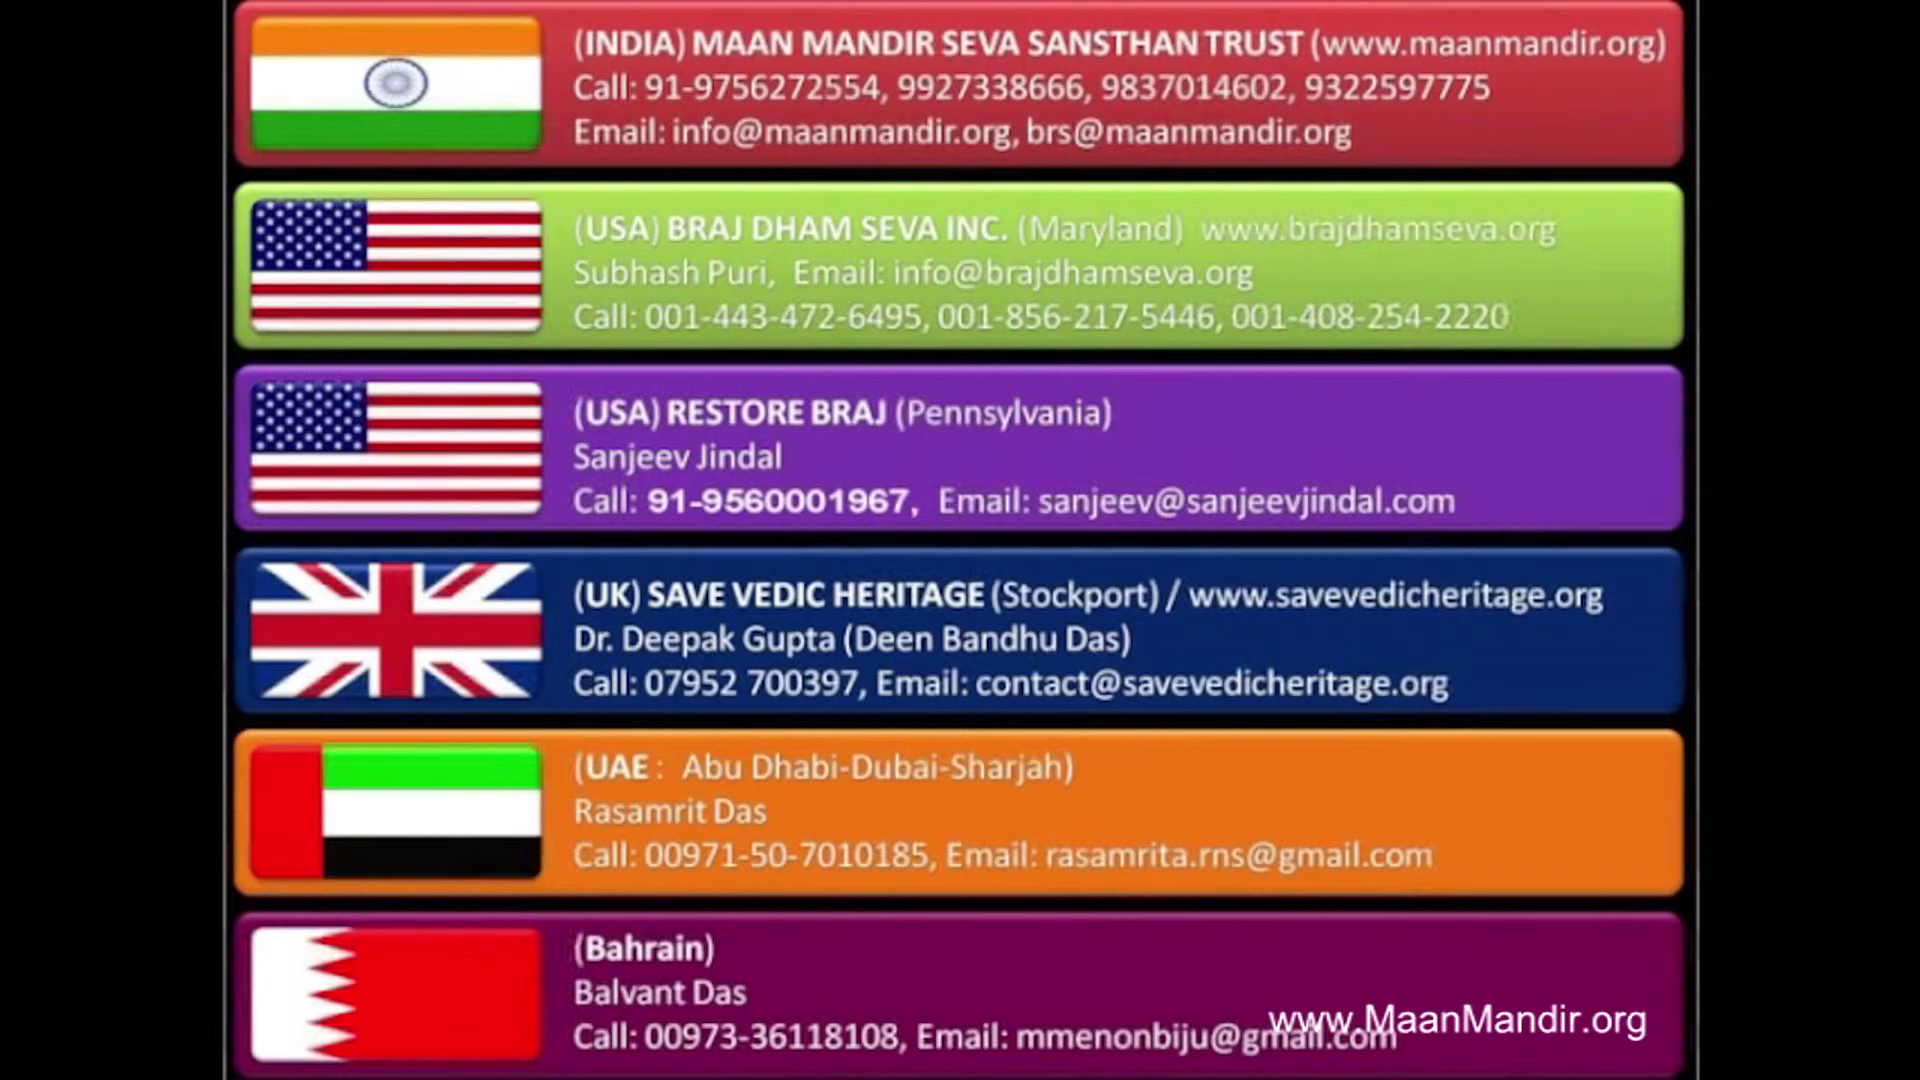 (INDIA) MAAN MANDIR SEVA SANSTHAN TRUST (www.maanmandir.org)
Call: 91-9756272554, 9927338666, 9837014602, 9322597775
Email: info@maanmandir.org, brs@maanmandir.org
(USA) BRAJ DHAM SEVA INC. (Maryland) www.brajdhamseva.org
Subhash Puri, Email: info@brajdhamseva.org
Call: 001-443-472-6495, 001-856-217-5446, 001-408-254-2220
(USA) RESTORE BRAJ (Pennsylvania)
Sanjeev Jindal
Call: 91-9560001967, Email: sanjeev@sanjeevjindal.com
(UK) SAVE VEDIC HERITAGE (Stockport) / www.savevedicheritage.org
Dr. Deepak Gupta (Deen Bandhu Das)
Call: 07952 700397, Email: contact@savevedicheritage.org
(UAE : Abu Dhabi-Dubai-Sharjah)
Rasamrit Das
Call: 00971-50-7010185, Email: rasamrita.rns@gmail.com
(Bahrain)
Balvant Das
Call: 00973-36118108, Email: mmenonbiju@gmail.com
www.MaanMandir.org